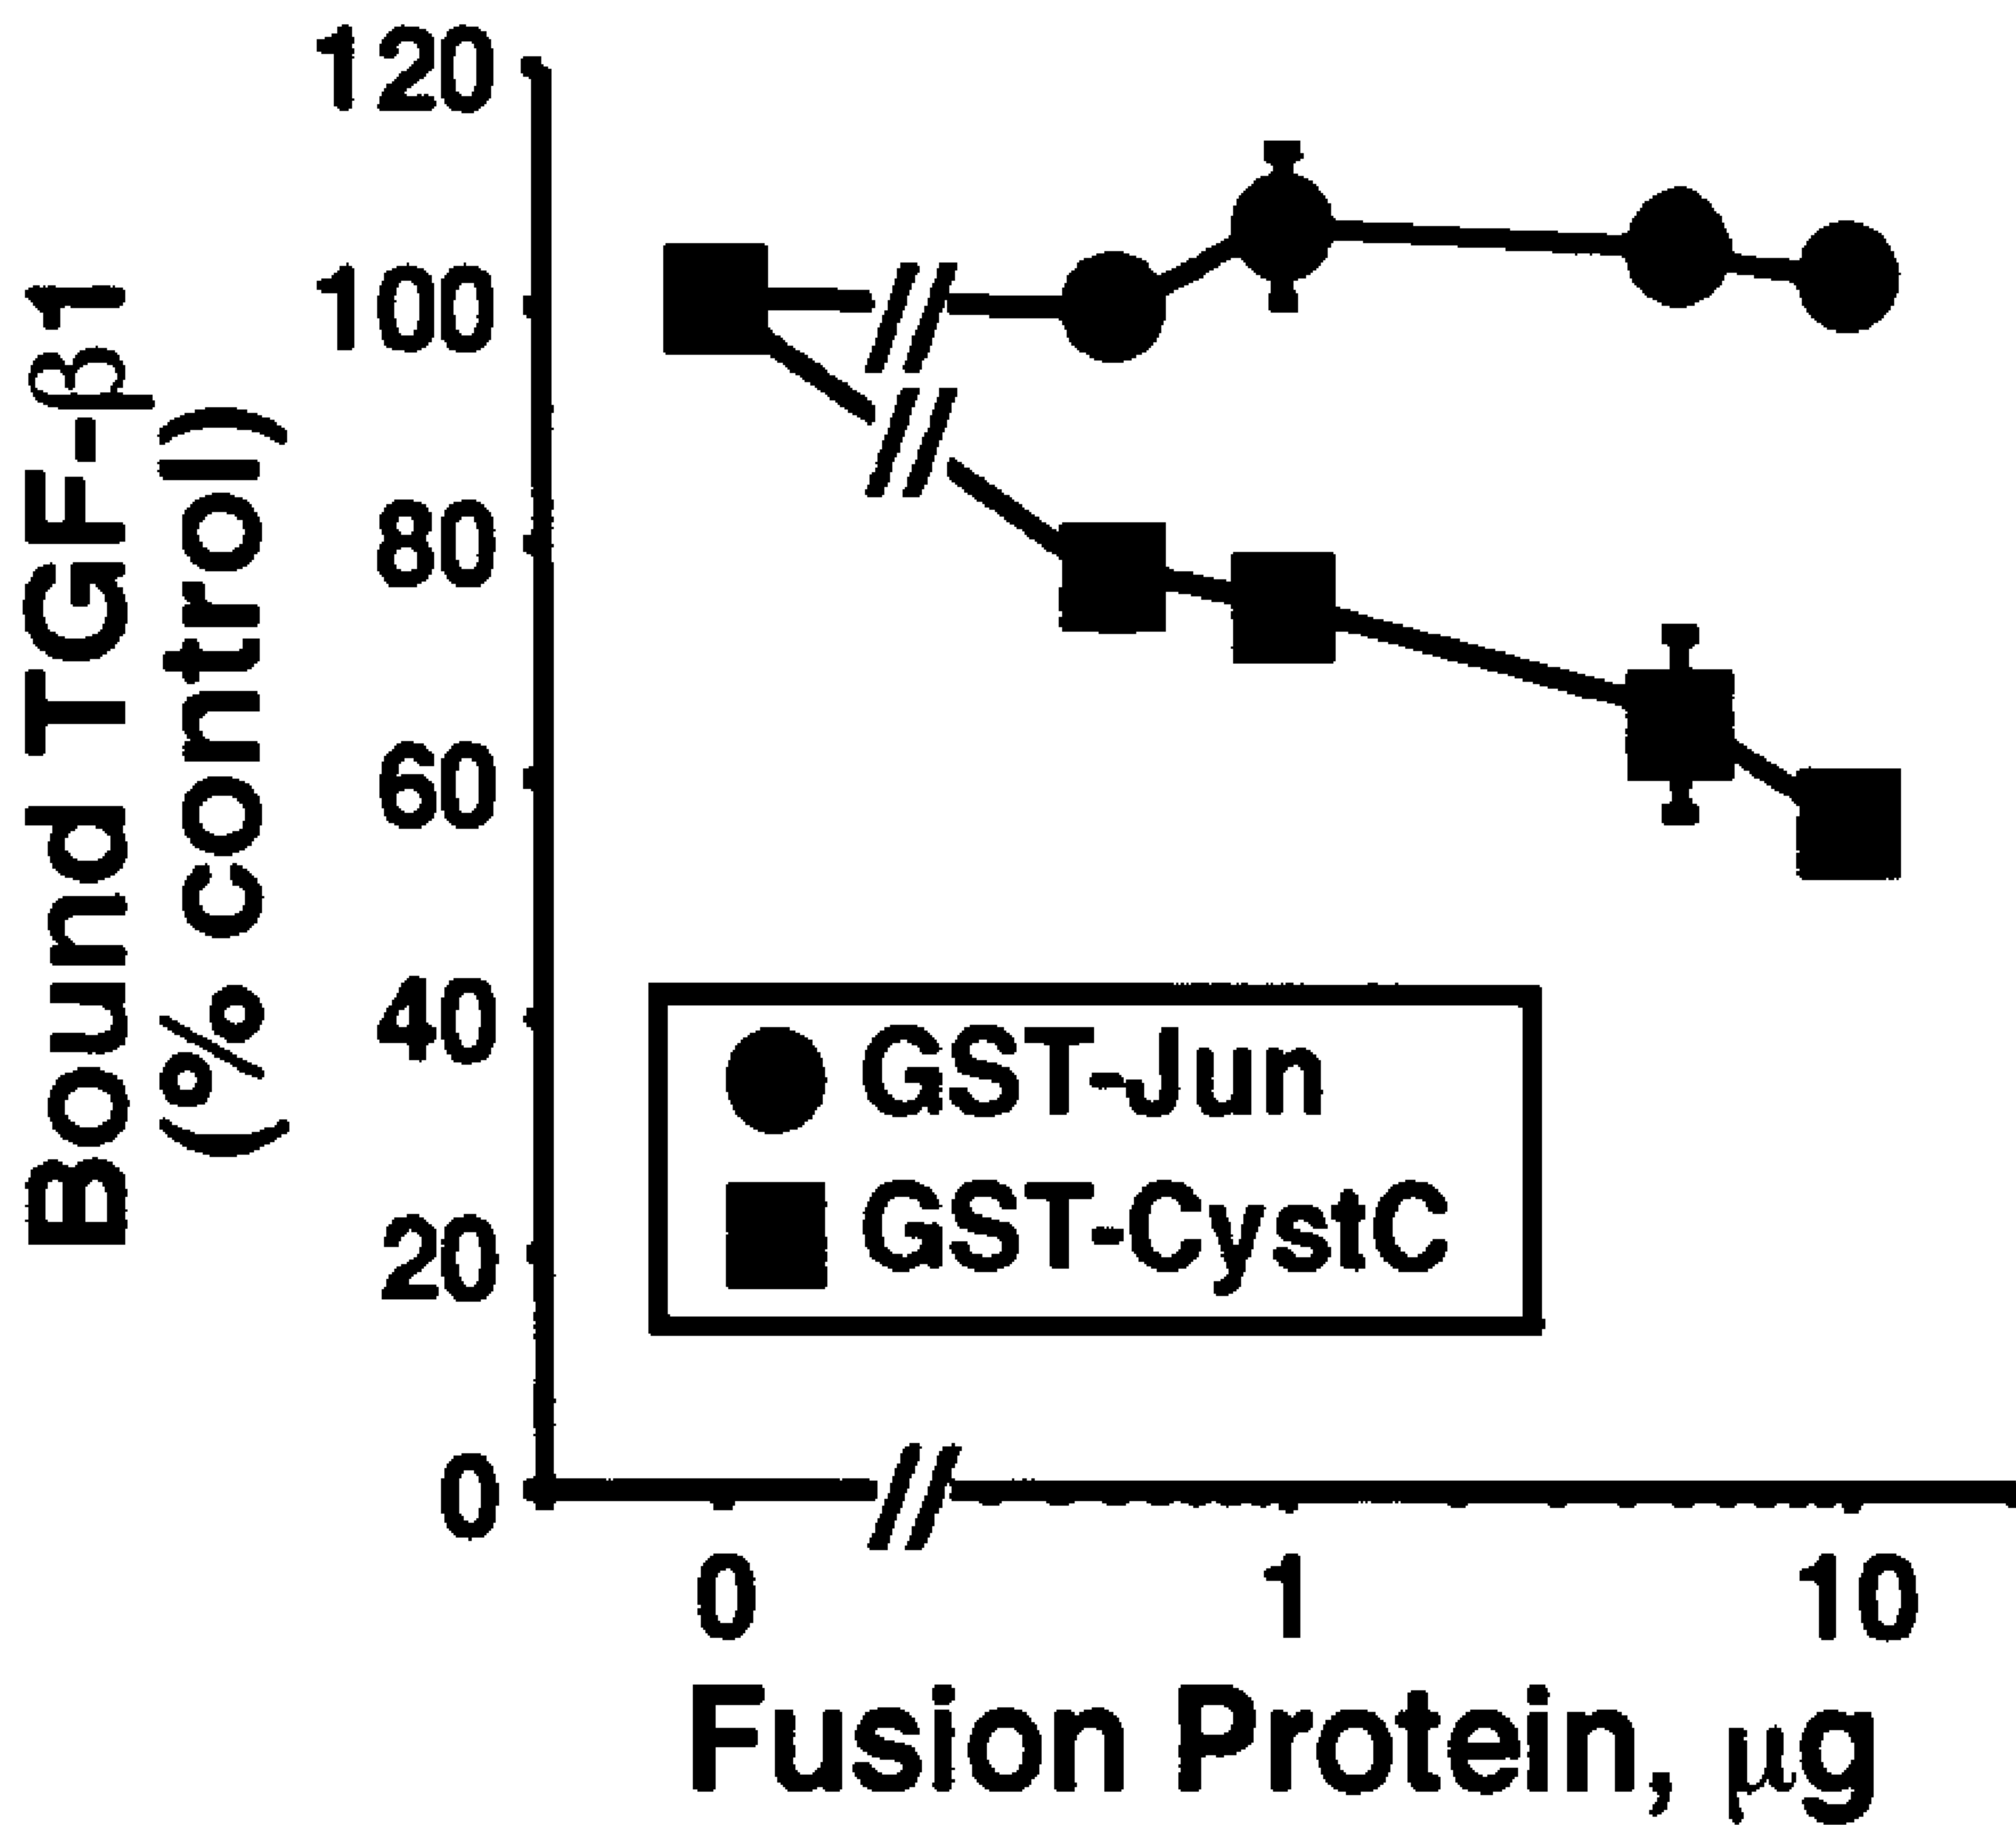 Bound TGF-β1
(% control)
120
100
80
60
40
20
0
GST-Jun
GST-CystC
0 1 10
Fusion Protein, μg